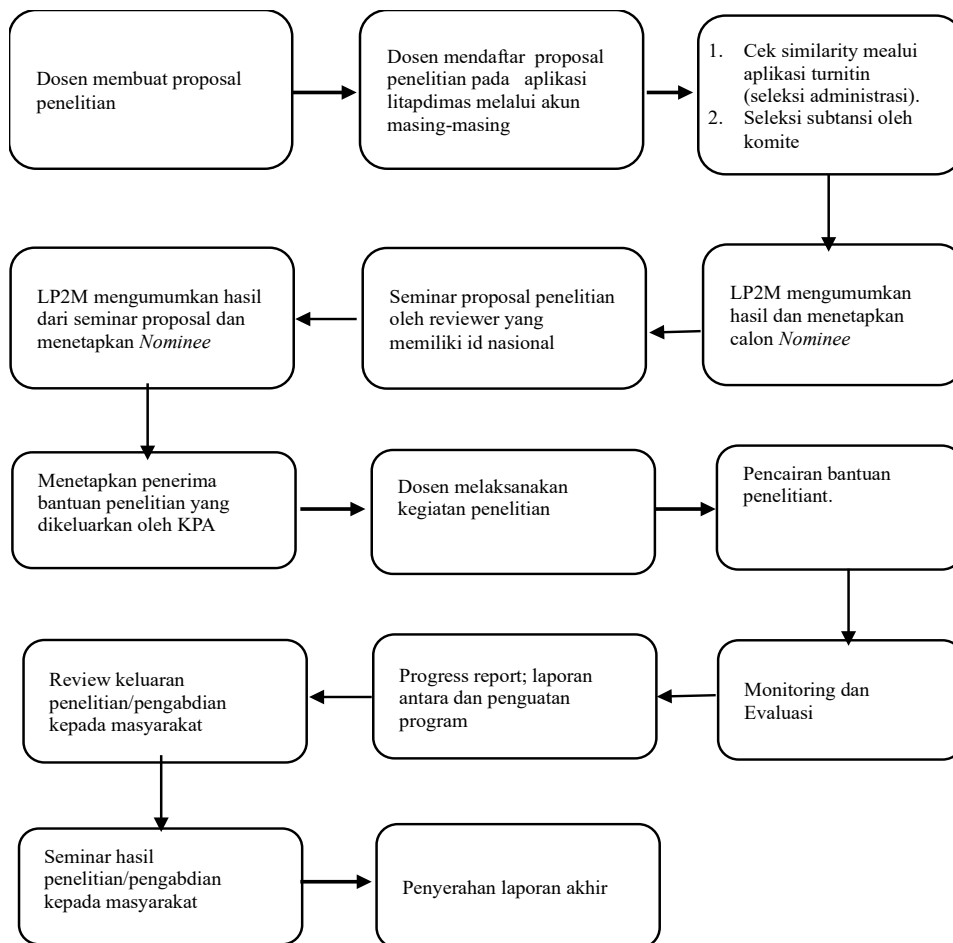 Dosen membuat proposal
penelitian
Dosen mendaftar proposal
penelitian pada aplikasi
litapdimas melalui akun
masing-masing
1. Cek similarity mealui
aplikasi turnitin
(seleksi administrasi).
2. Seleksi subtansi oleh
komite
LP2M mengumumkan
hasil dan menetapkan
calon Nominee
Seminar proposal penelitian
oleh reviewer yang
memiliki id nasional
LP2M mengumumkan hasil
dari seminar proposal dan
menetapkan Nominee
Menetapkan penerima
bantuan penelitian yang
dikeluarkan oleh KPA
Dosen melaksanakan
kegiatan penelitian
Pencairan bantuan
penelitiant.
Monitoring dan
Evaluasi
Progress report; laporan
antara dan penguatan
program
Review keluaran
penelitian/pengabdian
kepada masyarakat
Seminar hasil
penelitian/pengabdian
kepada masyarakat
Penyerahan laporan akhir